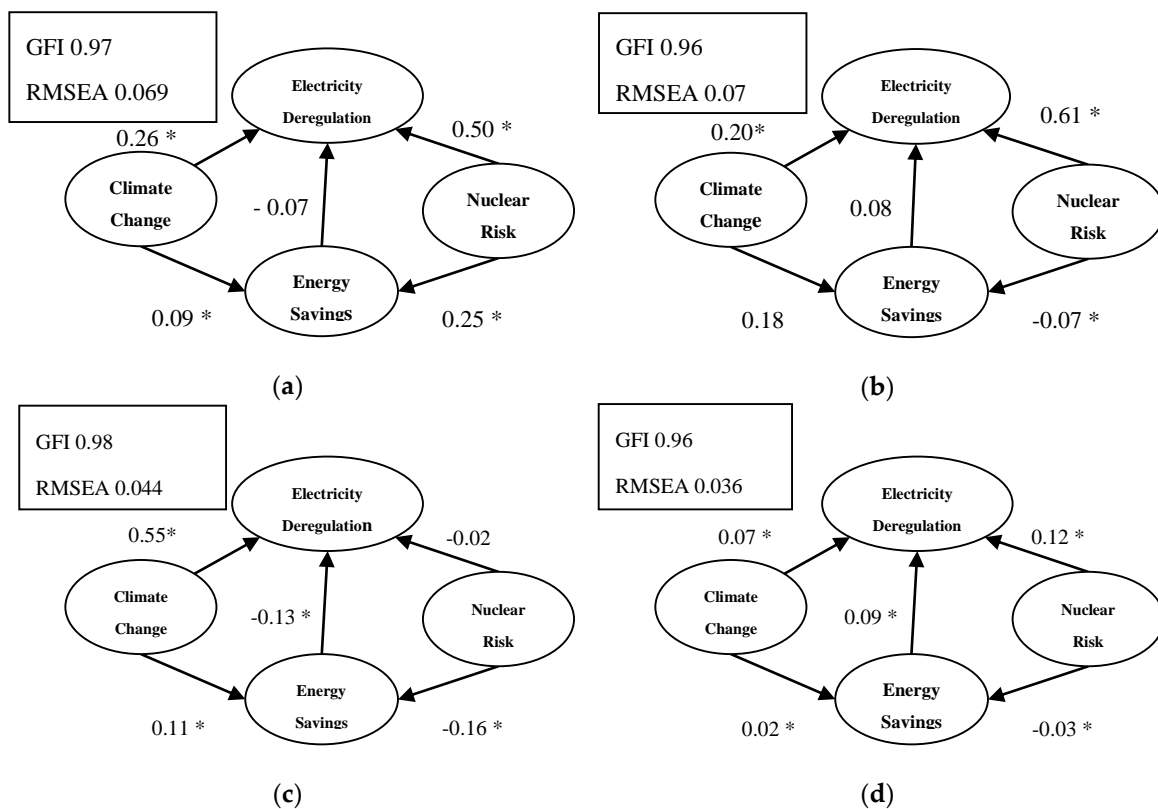 GFI 0.97
RMSEA 0.069
Electricity
Deregulation
0.26 *
0.50 *
Climate
Change
- 0.07
Nuclear
Risk
Energy
Savings
0.09 *
0.25 *
(a)
GFI 0.96
RMSEA 0.07
Electricity
Deregulation
0.20*
0.61 *
Climate
Change
0.08
Nuclear
Risk
Energy
Savings
0.18
-0.07 *
(b)
GFI 0.98
RMSEA 0.044
Electricity
Deregulation
0.55*
-0.02
Climate
Change
-0.13 *
Nuclear
Risk
Energy
Savings
0.11 *
-0.16 *
(c)
GFI 0.96
RMSEA 0.036
Electricity
Deregulation
0.07 *
0.12 *
Climate
Change
0.09 *
Nuclear
Risk
Energy
Savings
0.02 *
-0.03 *
(d)